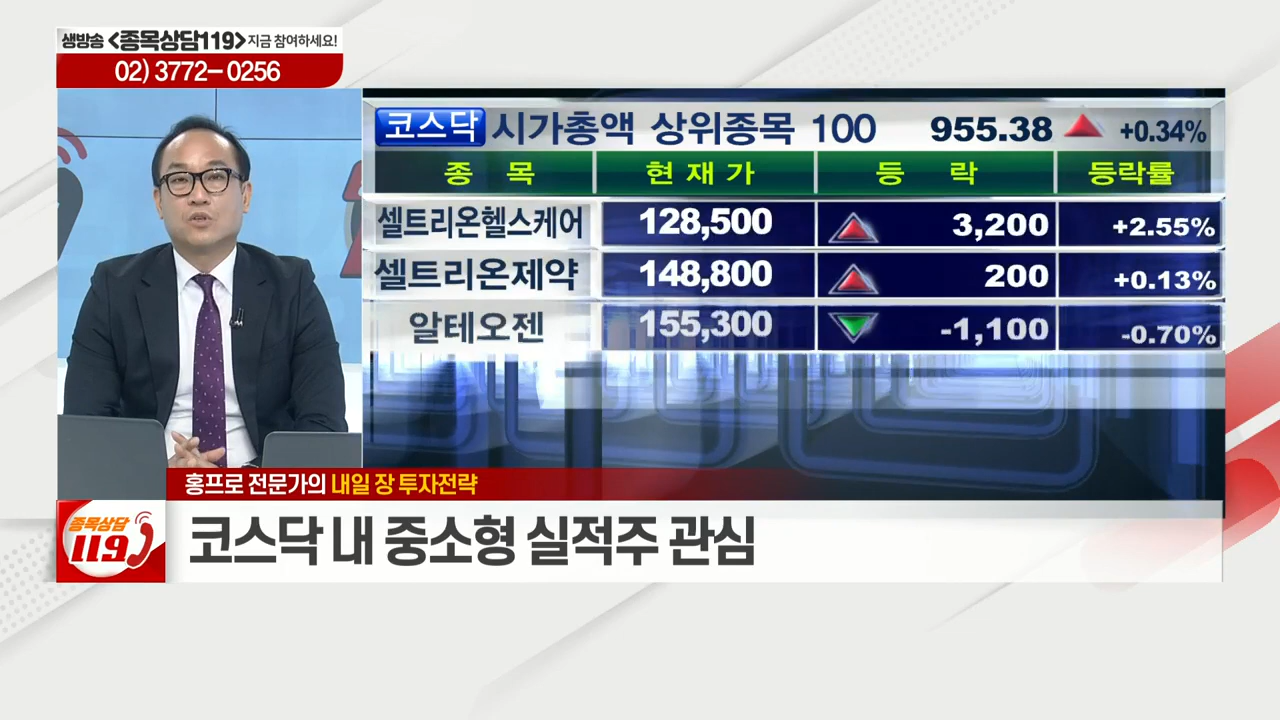 생방송 <종목상담119> 지금 참여하세요!
02) 3772-0256
코스닥 시가총액 상위종목 100 955.38 ▲ +0.34%
종 목 현 재 가 등 락 등락률
셀트리온헬스케어 128,500 ▲ 3,200 +2.55%
셀트리온제약 148,800 ▲ 200 +0.13%
알테오젠 155,300 ▼ -1,100 -0.70%
홍프로 전문가의 내일 장 투자전략
종목상담
119
코스닥 내 중소형 실적주 관심